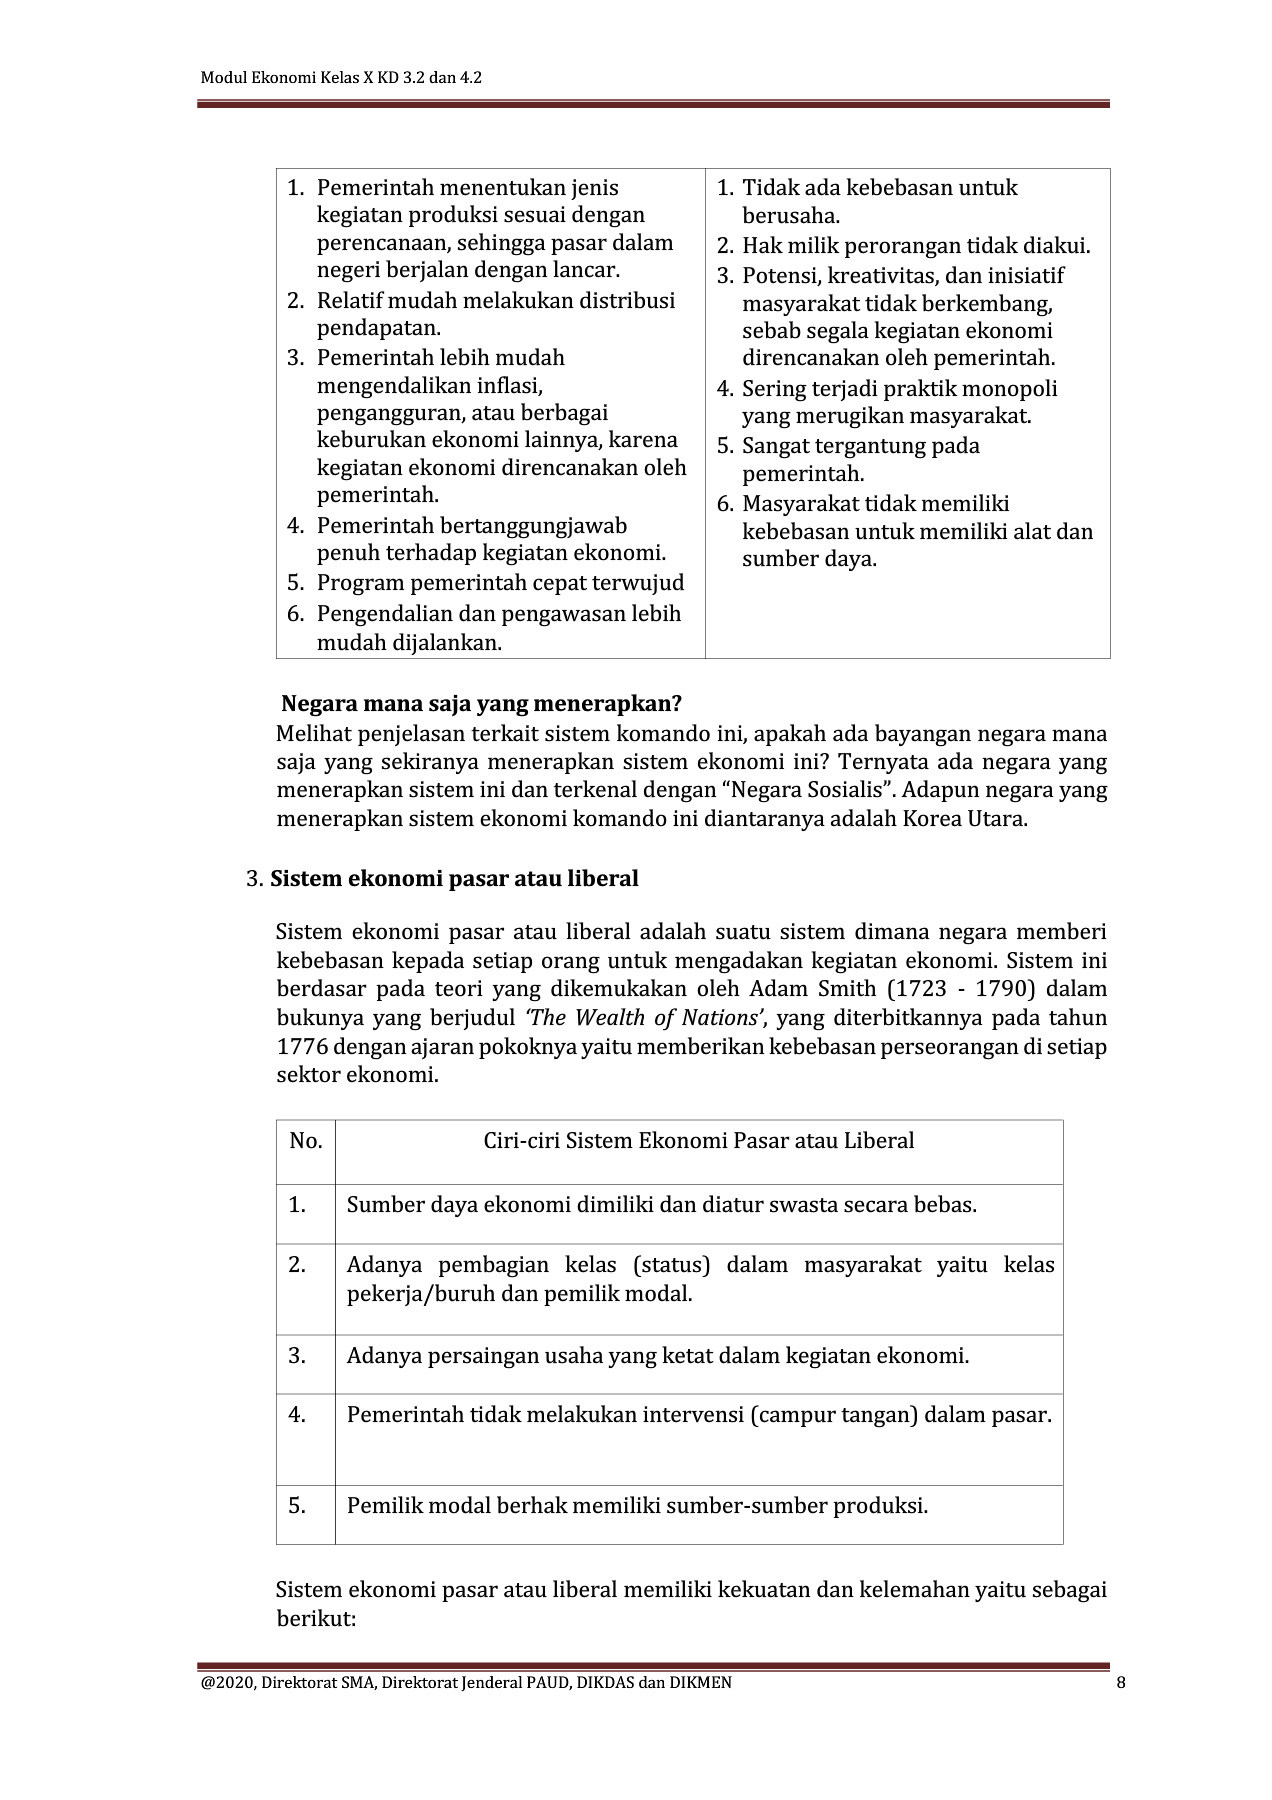 Modul Ekonomi Kelas X KD 3.2 dan 4.2
1. Pemerintah menentukan jenis
kegiatan produksi sesuai dengan
perencanaan, sehingga pasar dalam
negeri berjalan dengan lancar.
2. Relatif mudah melakukan distribusi
pendapatan.
3. Pemerintah lebih mudah
mengendalikan inflasi,
pengangguran, atau berbagai
keburukan ekonomi lainnya, karena
kegiatan ekonomi direncanakan oleh
pemerintah.
4. Pemerintah bertanggungjawab
penuh terhadap kegiatan ekonomi.
5. Program pemerintah cepat terwujud
6. Pengendalian dan pengawasan lebih
mudah dijalankan.
1. Tidak ada kebebasan untuk
berusaha.
2. Hak milik perorangan tidak diakui.
3. Potensi, kreativitas, dan inisiatif
masyarakat tidak berkembang,
sebab segala kegiatan ekonomi
direncanakan oleh pemerintah.
4. Sering terjadi praktik monopoli
yang merugikan masyarakat.
5. Sangat tergantung pada
pemerintah.
6. Masyarakat tidak memiliki
kebebasan untuk memiliki alat dan
sumber daya.
Negara mana saja yang menerapkan?
Melihat penjelasan terkait sistem komando ini, apakah ada bayangan negara mana
saja yang sekiranya menerapkan sistem ekonomi ini? Ternyata ada negara yang
menerapkan sistem ini dan terkenal dengan “Negara Sosialis”. Adapun negara yang
menerapkan sistem ekonomi komando ini diantaranya adalah Korea Utara.
3. Sistem ekonomi pasar atau liberal
Sistem ekonomi pasar atau liberal adalah suatu sistem dimana negara memberi
kebebasan kepada setiap orang untuk mengadakan kegiatan ekonomi. Sistem ini
berdasar pada teori yang dikemukakan oleh Adam Smith (1723 - 1790) dalam
bukunya yang berjudul ‘The Wealth of Nations’, yang diterbitkannya pada tahun
1776 dengan ajaran pokoknya yaitu memberikan kebebasan perseorangan di setiap
sektor ekonomi.
No. Ciri-ciri Sistem Ekonomi Pasar atau Liberal
1. Sumber daya ekonomi dimiliki dan diatur swasta secara bebas.
2. Adanya pembagian kelas (status) dalam masyarakat yaitu kelas
pekerja/buruh dan pemilik modal.
3. Adanya persaingan usaha yang ketat dalam kegiatan ekonomi.
4. Pemerintah tidak melakukan intervensi (campur tangan) dalam pasar.
5. Pemilik modal berhak memiliki sumber-sumber produksi.
Sistem ekonomi pasar atau liberal memiliki kekuatan dan kelemahan yaitu sebagai
berikut:
@2020, Direktorat SMA, Direktorat Jenderal PAUD, DIKDAS dan DIKMEN 8